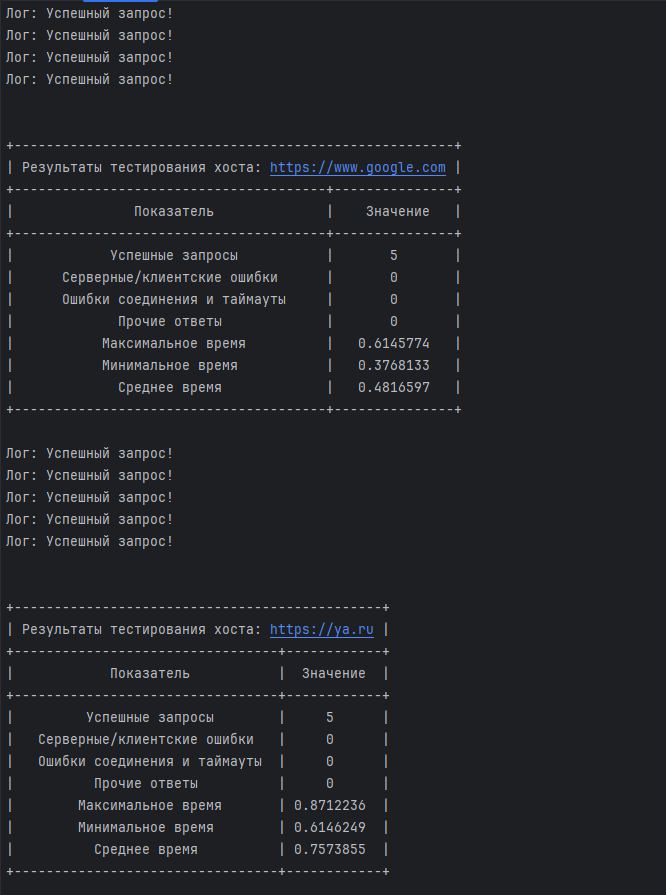 Лог: Успешный запрос!
Лог: Успешный запрос!
Лог: Успешный запрос!
Лог: Успешный запрос!
+-------------------------------------------------------+
| Результаты тестирования хоста: https://www.google.com |
+---------------------------------------+---------------+
|               Показатель              |    Значение   |
+---------------------------------------+---------------+
|            Успешные запросы           |       5       |
|      Серверные/клиентские ошибки      |       0       |
|      Ошибки соединения и таймауты     |       0       |
|             Прочие ответы             |       0       |
|           Максимальное время          |   0.6145774   |
|           Минимальное время           |   0.3768133   |
|             Среднее время             |   0.4816597   |
+---------------------------------------+---------------+
Лог: Успешный запрос!
Лог: Успешный запрос!
Лог: Успешный запрос!
Лог: Успешный запрос!
Лог: Успешный запрос!
+----------------------------------------------+
| Результаты тестирования хоста: https://ya.ru |
+---------------------------------+------------+
|            Показатель           |  Значение  |
+---------------------------------+------------+
|         Успешные запросы        |     5      |
|   Серверные/клиентские ошибки   |     0      |
|   Ошибки соединения и таймауты  |     0      |
|          Прочие ответы          |     0      |
|        Максимальное время       | 0.8712236  |
|        Минимальное время        | 0.6146249  |
|          Среднее время          | 0.7573855  |
+---------------------------------+------------+